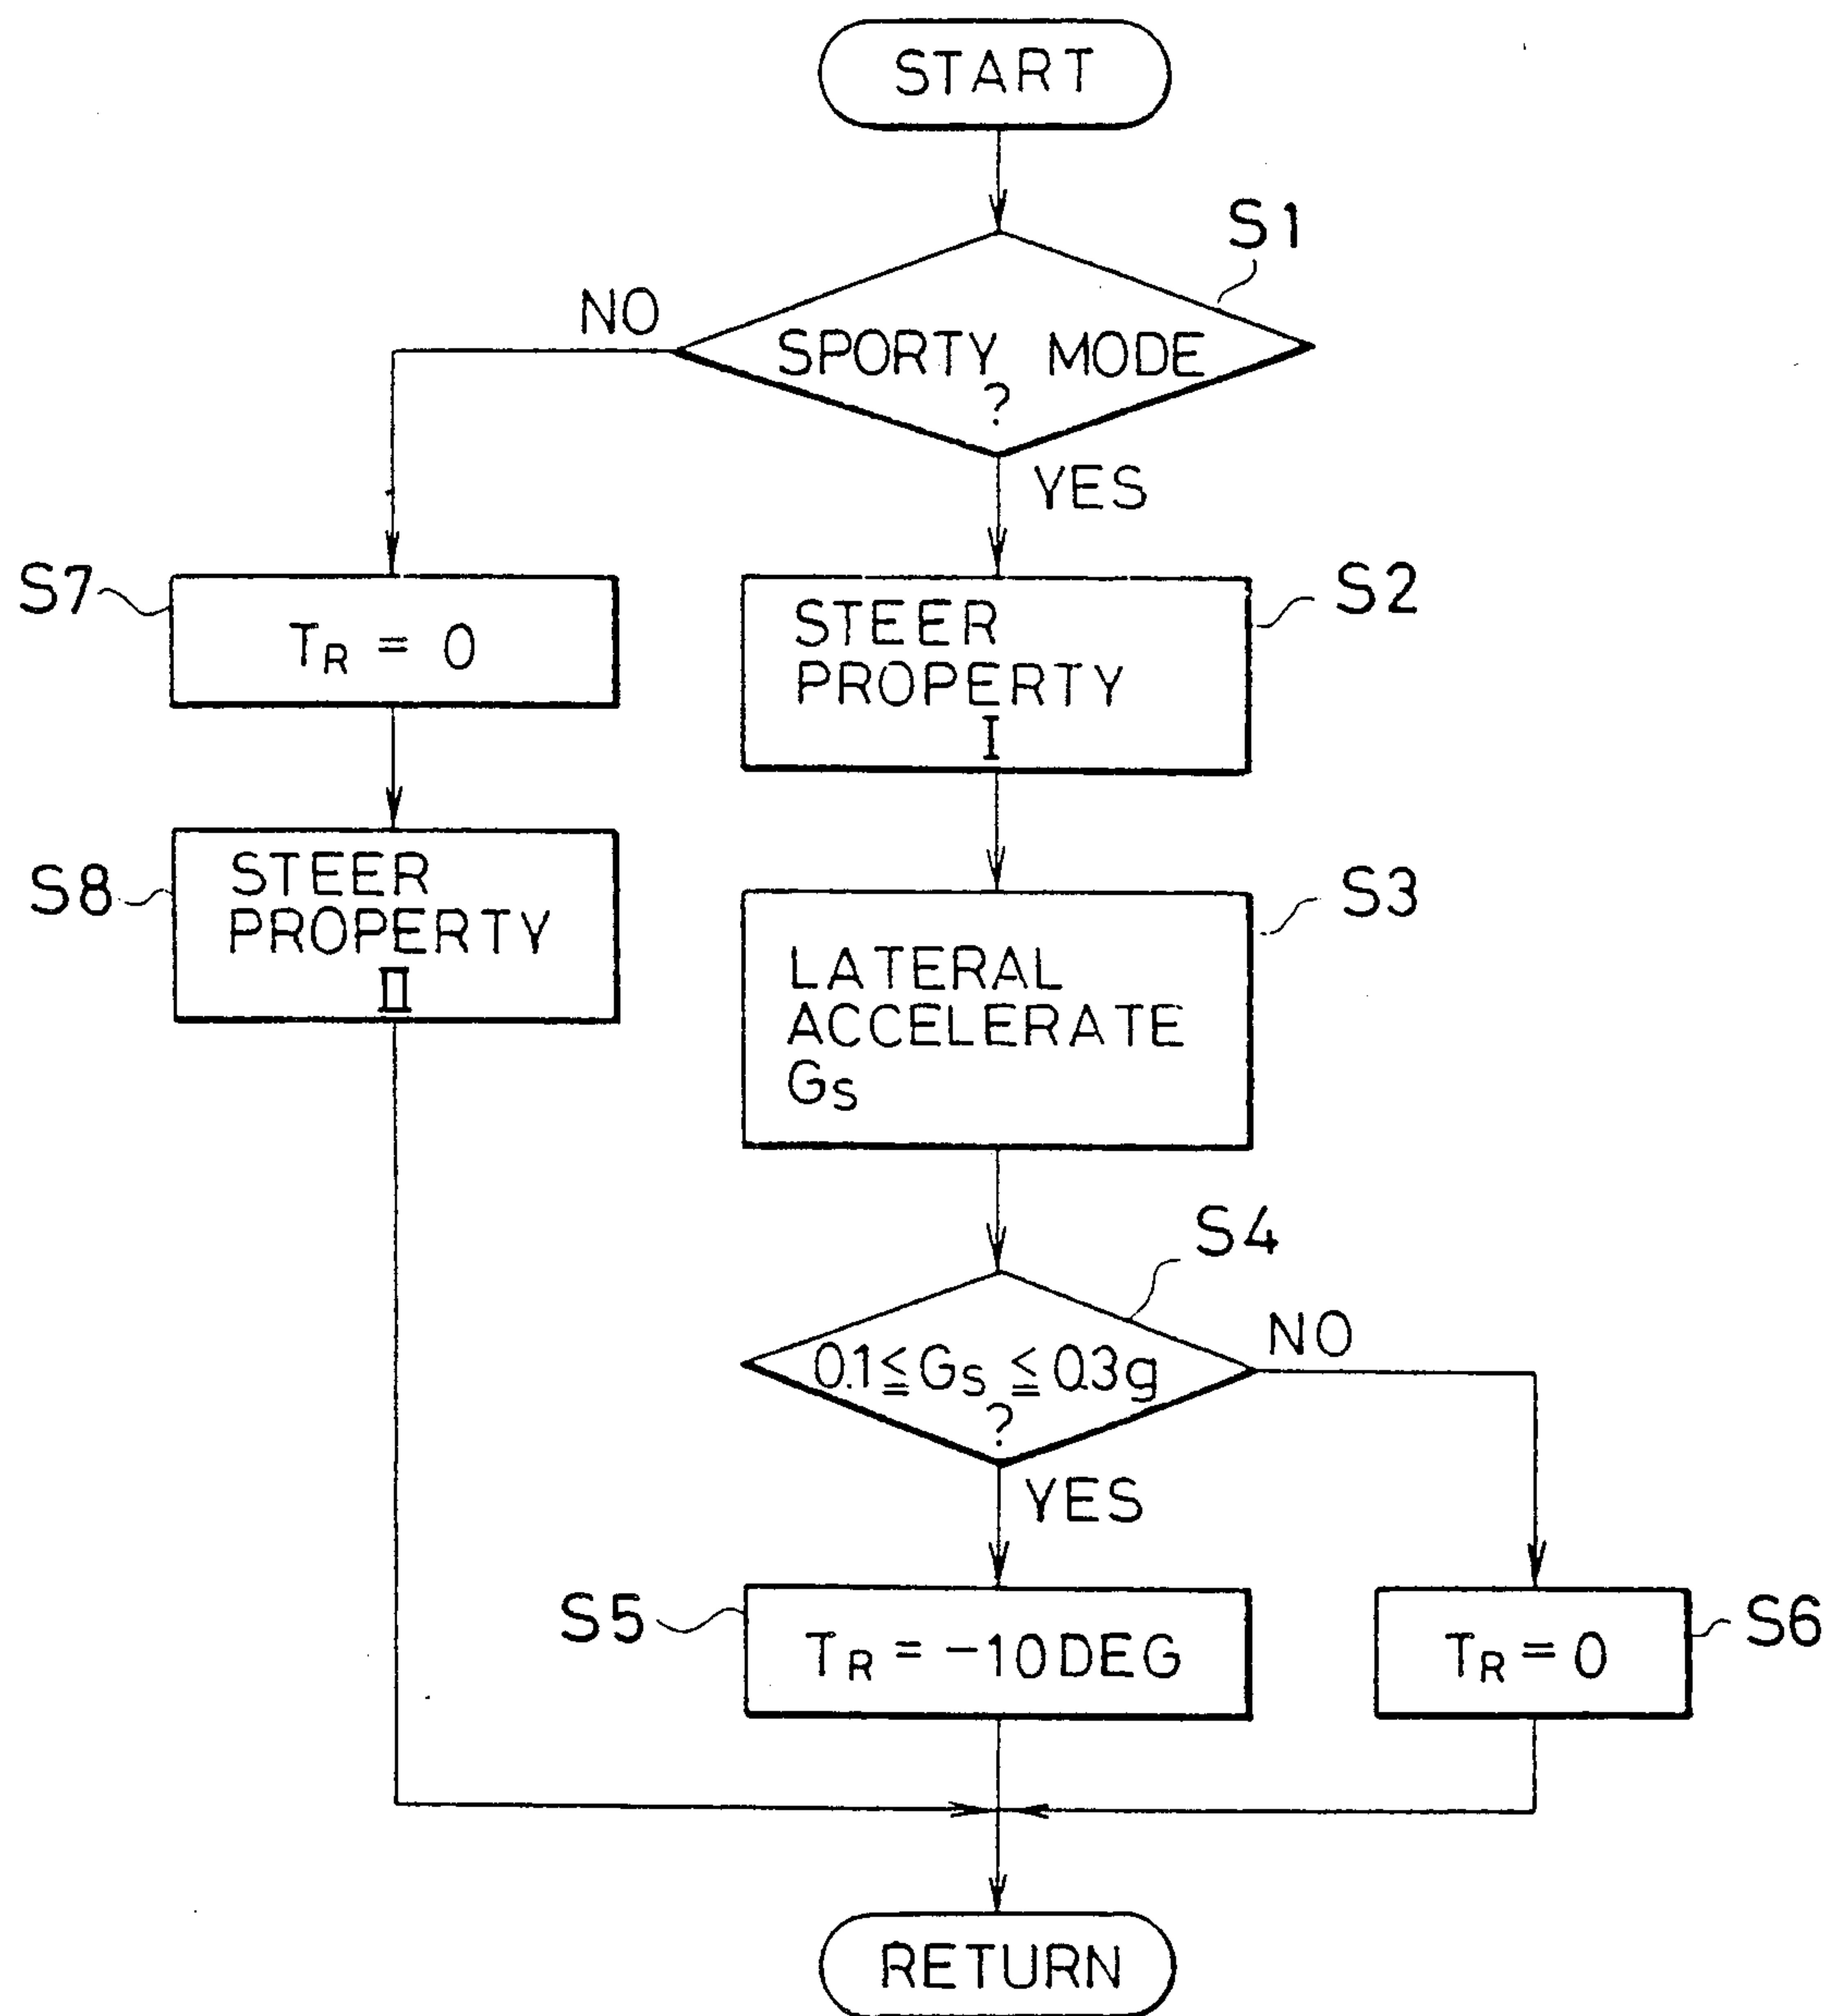 START
S1
NO
SPORTY MODE
?
YES
S7
TR = 0
S2
STEER
PROPERTY
I
S8
STEER
PROPERTY
II
S3
LATERAL
ACCELERATE
Gs
S4
0.1≦Gs≦0.3g
?
NO
YES
S5
TR = -10DEG
S6
TR = 0
RETURN